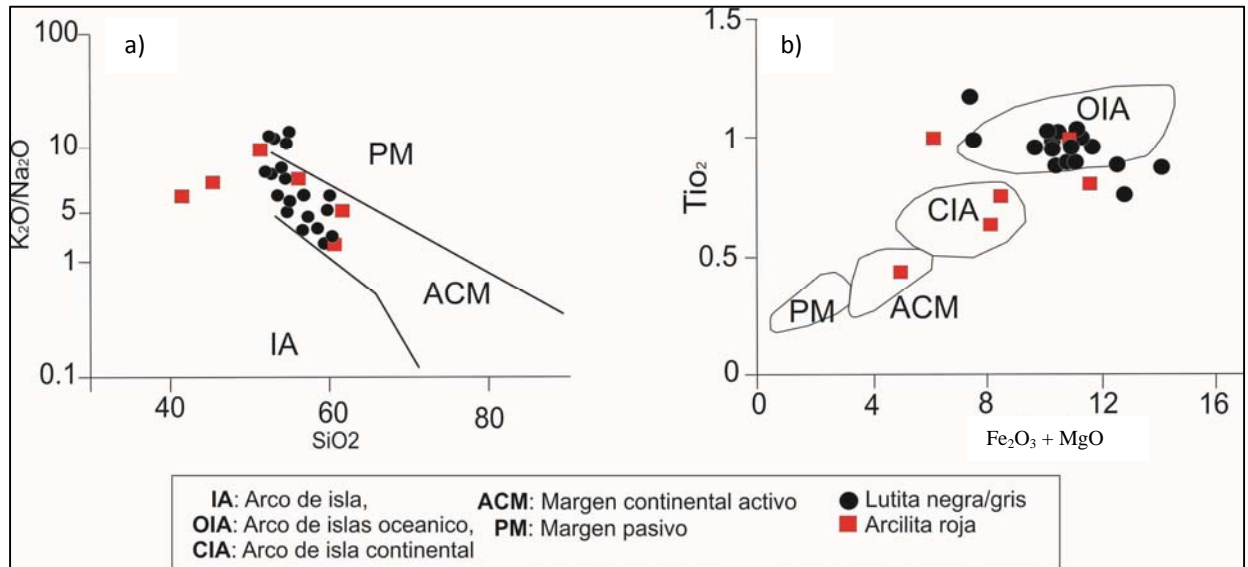 a)
100
10
5
1
0.1
K₂O/Na₂O
PM
ACM
IA
40
60
80
SiO2
b)
1.5
1
0.5
0
Tio₂
OIA
CIA
PM
ACM
0
4
8
12
16
Fe₂O₃ + MgO
IA: Arco de isla,
OIA: Arco de islas oceanico,
CIA: Arco de isla continental
ACM: Margen continental activo
PM: Margen pasivo
Lutita negra/gris
Arcilita roja